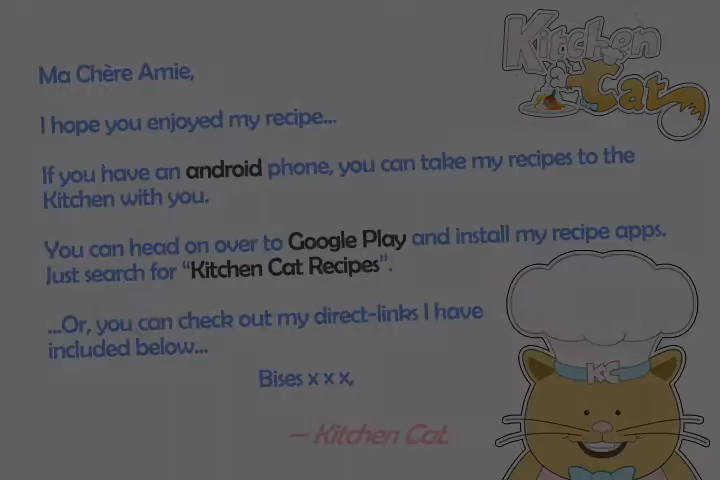 Kitchen
Cat
Ma Chère Amie,
I hope you enjoyed my recipe...
If you have an android phone, you can take my recipes to the
Kitchen with you.
You can head on over to Google Play and install my recipe apps.
Just search for “Kitchen Cat Recipes”.
...Or, you can check out my direct-links I have
included below...
Bises x x x,
— Kitchen Cat.
KC